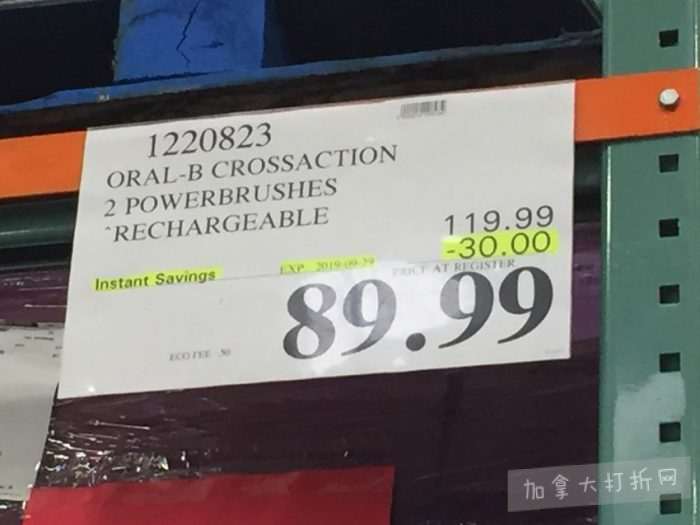 1220823
ORAL-B CROSSACTION
2 POWERBRUSHES
^RECHARGEABLE
119.99
-30.00
Instant Savings
EXP 2019-09-29
PRICE AT REGISTER
89.99
ECO FEE .50
加拿大打折网